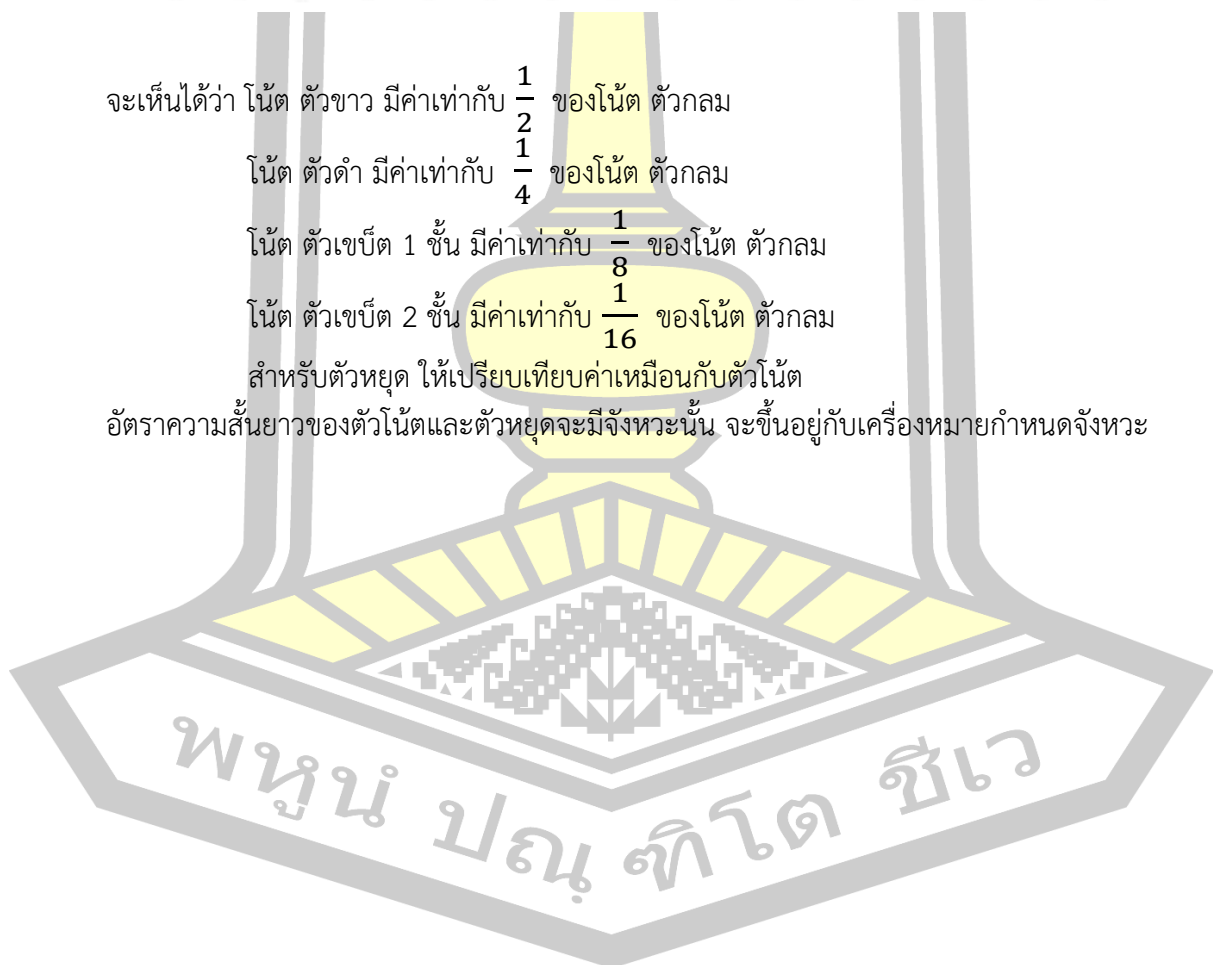 จะเห็นได้ว่า โน้ต ตัวขาว มีค่าเท่ากับ 1/2 ของโน้ต ตัวกลม
โน้ต ตัวดำ มีค่าเท่ากับ 1/4 ของโน้ต ตัวกลม
โน้ต ตัวเขบ็ต 1 ชั้น มีค่าเท่ากับ 1/8 ของโน้ต ตัวกลม
โน้ต ตัวเขบ็ต 2 ชั้น มีค่าเท่ากับ 1/16 ของโน้ต ตัวกลม
สำหรับตัวหยุด ให้เปรียบเทียบค่าเหมือนกับตัวโน้ต
อัตราความสั้นยาวของตัวโน้ตและตัวหยุดจะมีจังหวะนั้น จะขึ้นอยู่กับเครื่องหมายกำหนดจังหวะ
พหูนํ ปณฺฑิโต ชีเว